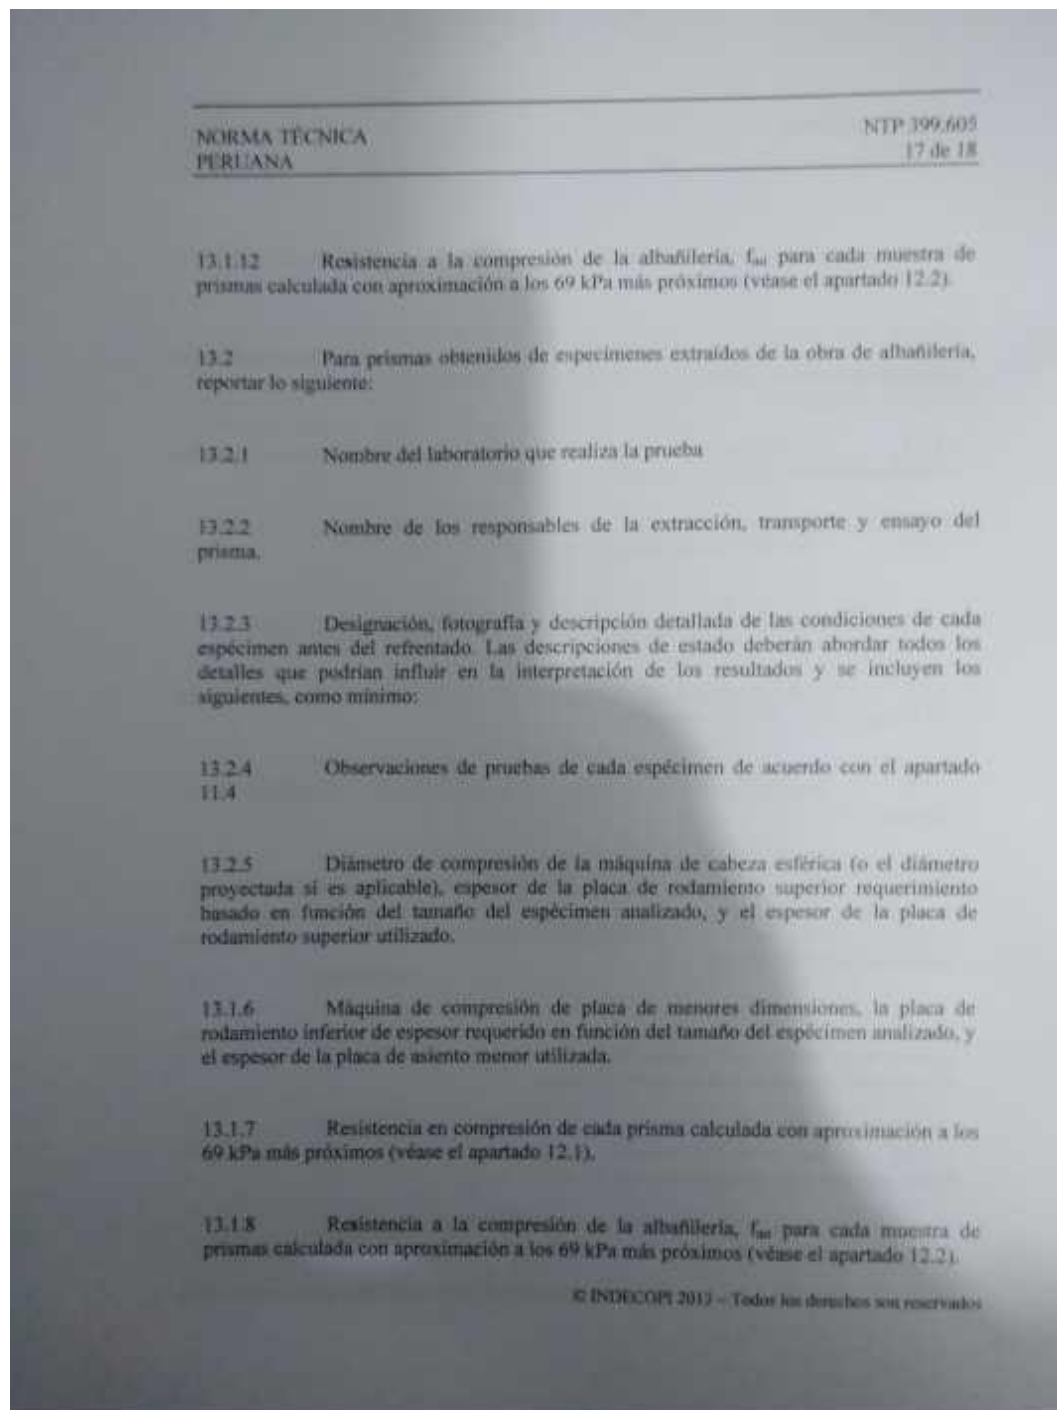 NORMA TÉCNICA
PERUANA
NTP 399.605
17 de 18
13.1.12 Resistencia a la compresión de la albañilería, para cada muestra de
prismas calculada con aproximación a los 69 kPa más próximos (véase el apartado 12.2).
13.2 Para prismas obtenidos de especímenes extraídos de la obra de albañilería,
reportar lo siguiente:
13.2.1 Nombre del laboratorio que realiza la prueba
13.2.2 Nombre de los responsables de la extracción, transporte y ensayo del
prisma.
13.2.3 Designación, fotografía y descripción detallada de las condiciones de cada
espécimen antes del refrentado. Las descripciones de estado deberán abordar todos los
detalles que podrían influir en la interpretación de los resultados y se incluyen los
siguientes, como mínimo:
13.2.4 Observaciones de pruebas de cada espécimen de acuerdo con el apartado
11.4
13.2.5 Diámetro de compresión de la máquina de cabeza esférica (o el diámetro
proyectada si es aplicable), espesor de la placa de rodamiento superior requerimiento
basado en función del tamaño del espécimen analizado, y el espesor de la placa de
rodamiento superior utilizado.
13.1.6 Máquina de compresión de placa de menores dimensiones, la placa de
rodamiento inferior de espesor requerido en función del tamaño del espécimen analizado, y
el espesor de la placa de asiento menor utilizada.
13.1.7 Resistencia en compresión de cada prisma calculada con aproximación a los
69 kPa más próximos (véase el apartado 12.1).
13.1.8 Resistencia a la compresión de la albañilería, para cada muestra de
prismas calculada con aproximación a los 69 kPa más próximos (véase el apartado 12.2).
© INDECOPI 2013 – Todos los derechos son reservados